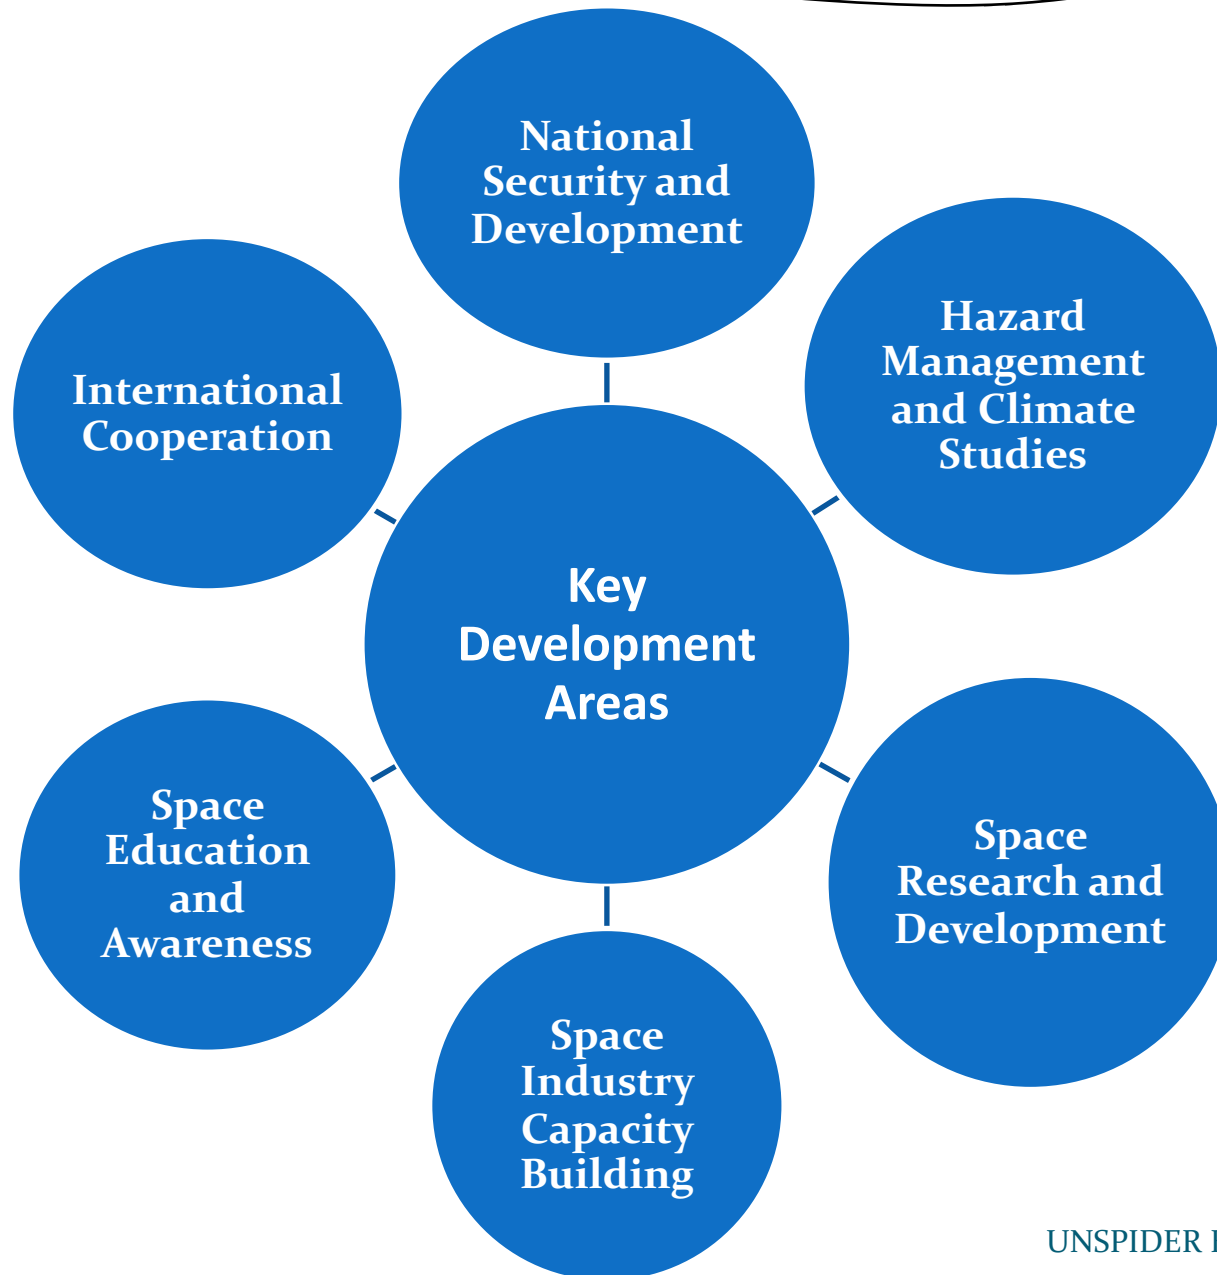 National
Security and
Development
Hazard
Management
and Climate
Studies
International
Cooperation
Key
Development
Areas
Space
Research and
Development
Space
Education
and
Awareness
Space
Industry
Capacity
Building
UNSPIDER